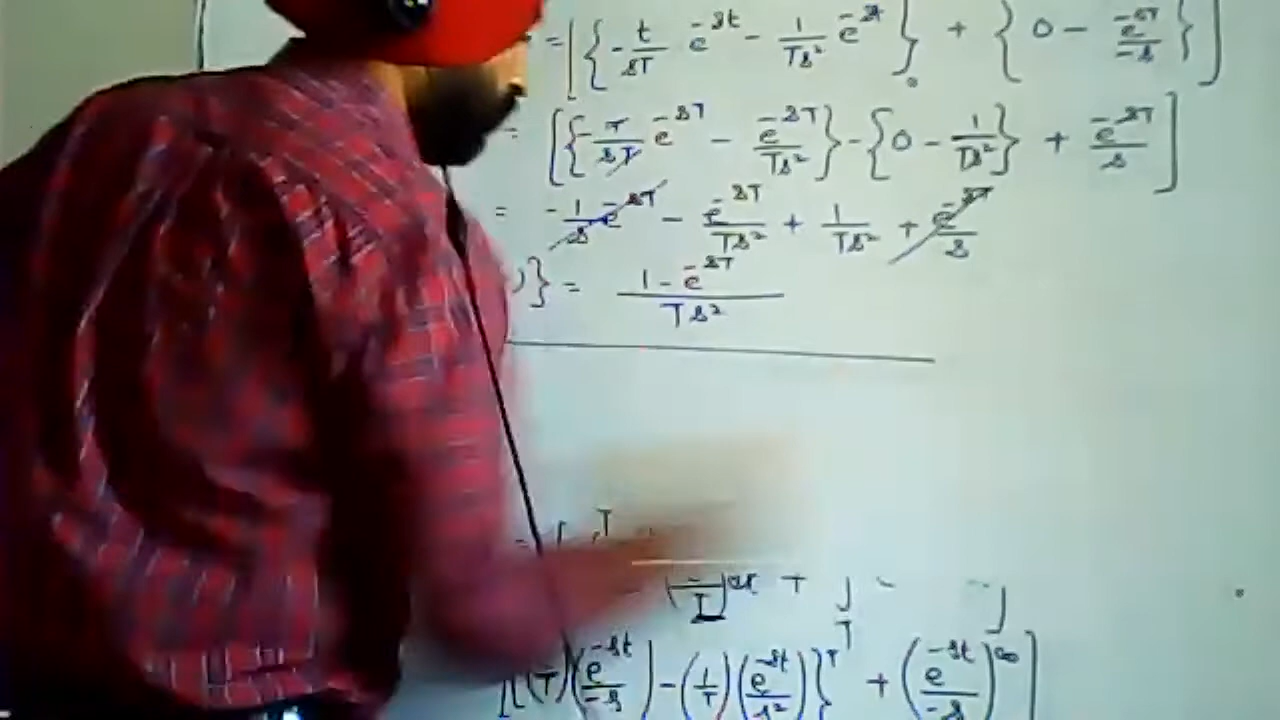 = [{-t/sT e^-st - 1/Ts² e^-st}₀ + {0 - e^-sT/-s}]
= [{-T/sT e^-sT - e^-sT/Ts²} - {0 - 1/Ts²} + e^-sT/s]
= -1/s e^-sT - e^-sT/Ts² + 1/Ts² + e^-sT/s
)} = 1 - e^-sT/Ts²
= [ T
+ ∫ T
T)(e^-st/-s) - (1/T)(e^-st/s²)}^T + (e^-st/-s)^∞]